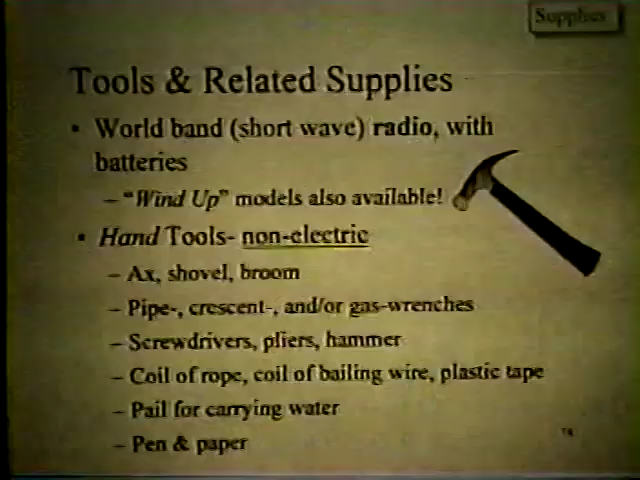 Supplies
Tools & Related Supplies
• World band (short wave) radio, with
batteries
– "Wind Up" models also available!
• Hand Tools- non-electric
– Ax, shovel, broom
– Pipe-, crescent-, and/or gas-wrenches
– Screwdrivers, pliers, hammer
– Coil of rope, coil of bailing wire, plastic tape
– Pail for carrying water
– Pen & paper